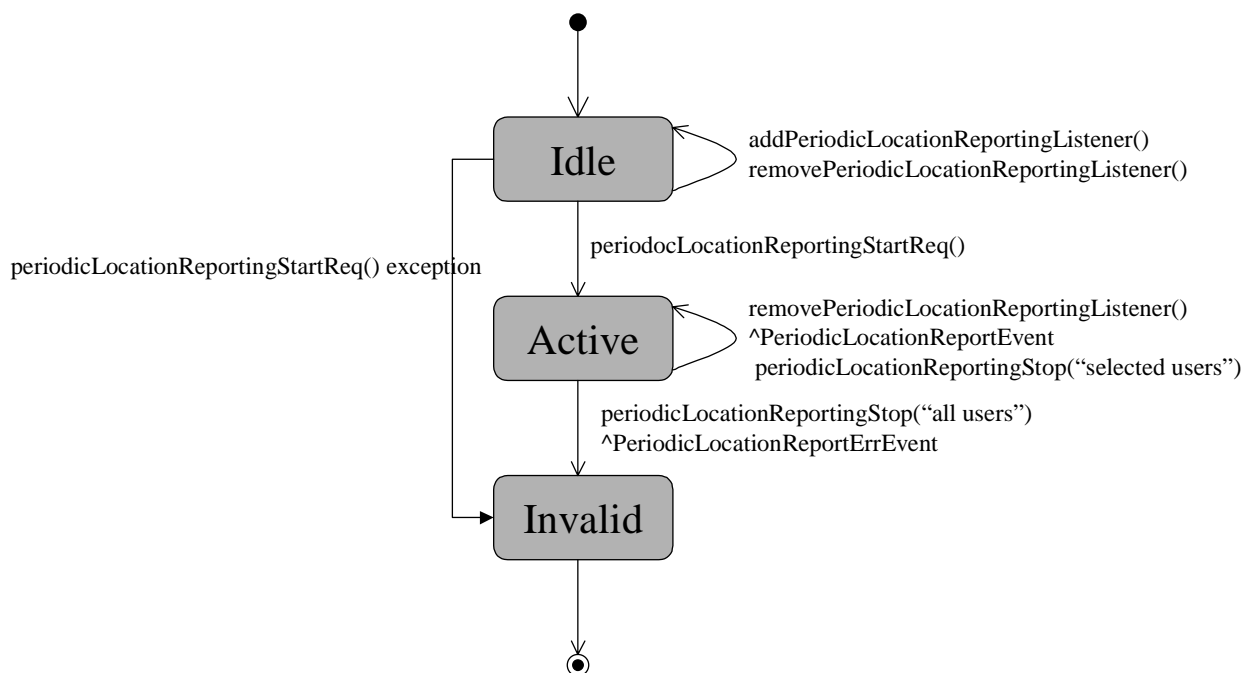 Idle
addPeriodicLocationReportingListener()
removePeriodicLocationReportingListener()
periodocLocationReportingStartReq()
periodicLocationReportingStartReq() exception
Active
removePeriodicLocationReportingListener()
^PeriodicLocationReportEvent
periodicLocationReportingStop(“selected users”)
periodicLocationReportingStop(“all users”)
^PeriodicLocationReportErrEvent
Invalid